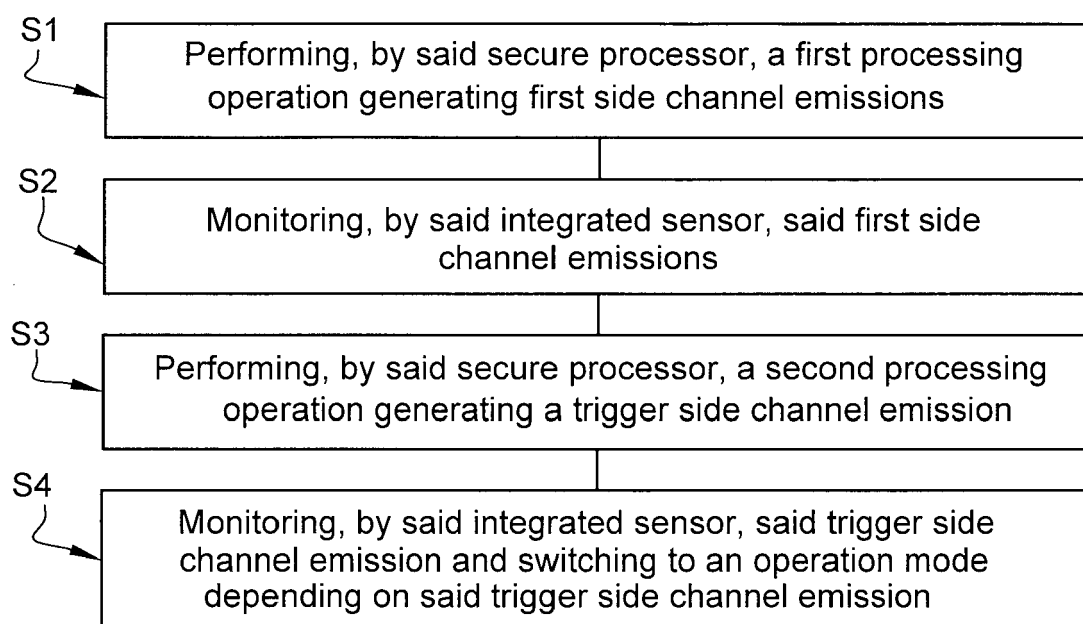 S1
Performing, by said secure processor, a first processing
operation generating first side channel emissions
S2
Monitoring, by said integrated sensor, said first side
channel emissions
S3
Performing, by said secure processor, a second processing
operation generating a trigger side channel emission
S4
Monitoring, by said integrated sensor, said trigger side
channel emission and switching to an operation mode
depending on said trigger side channel emission